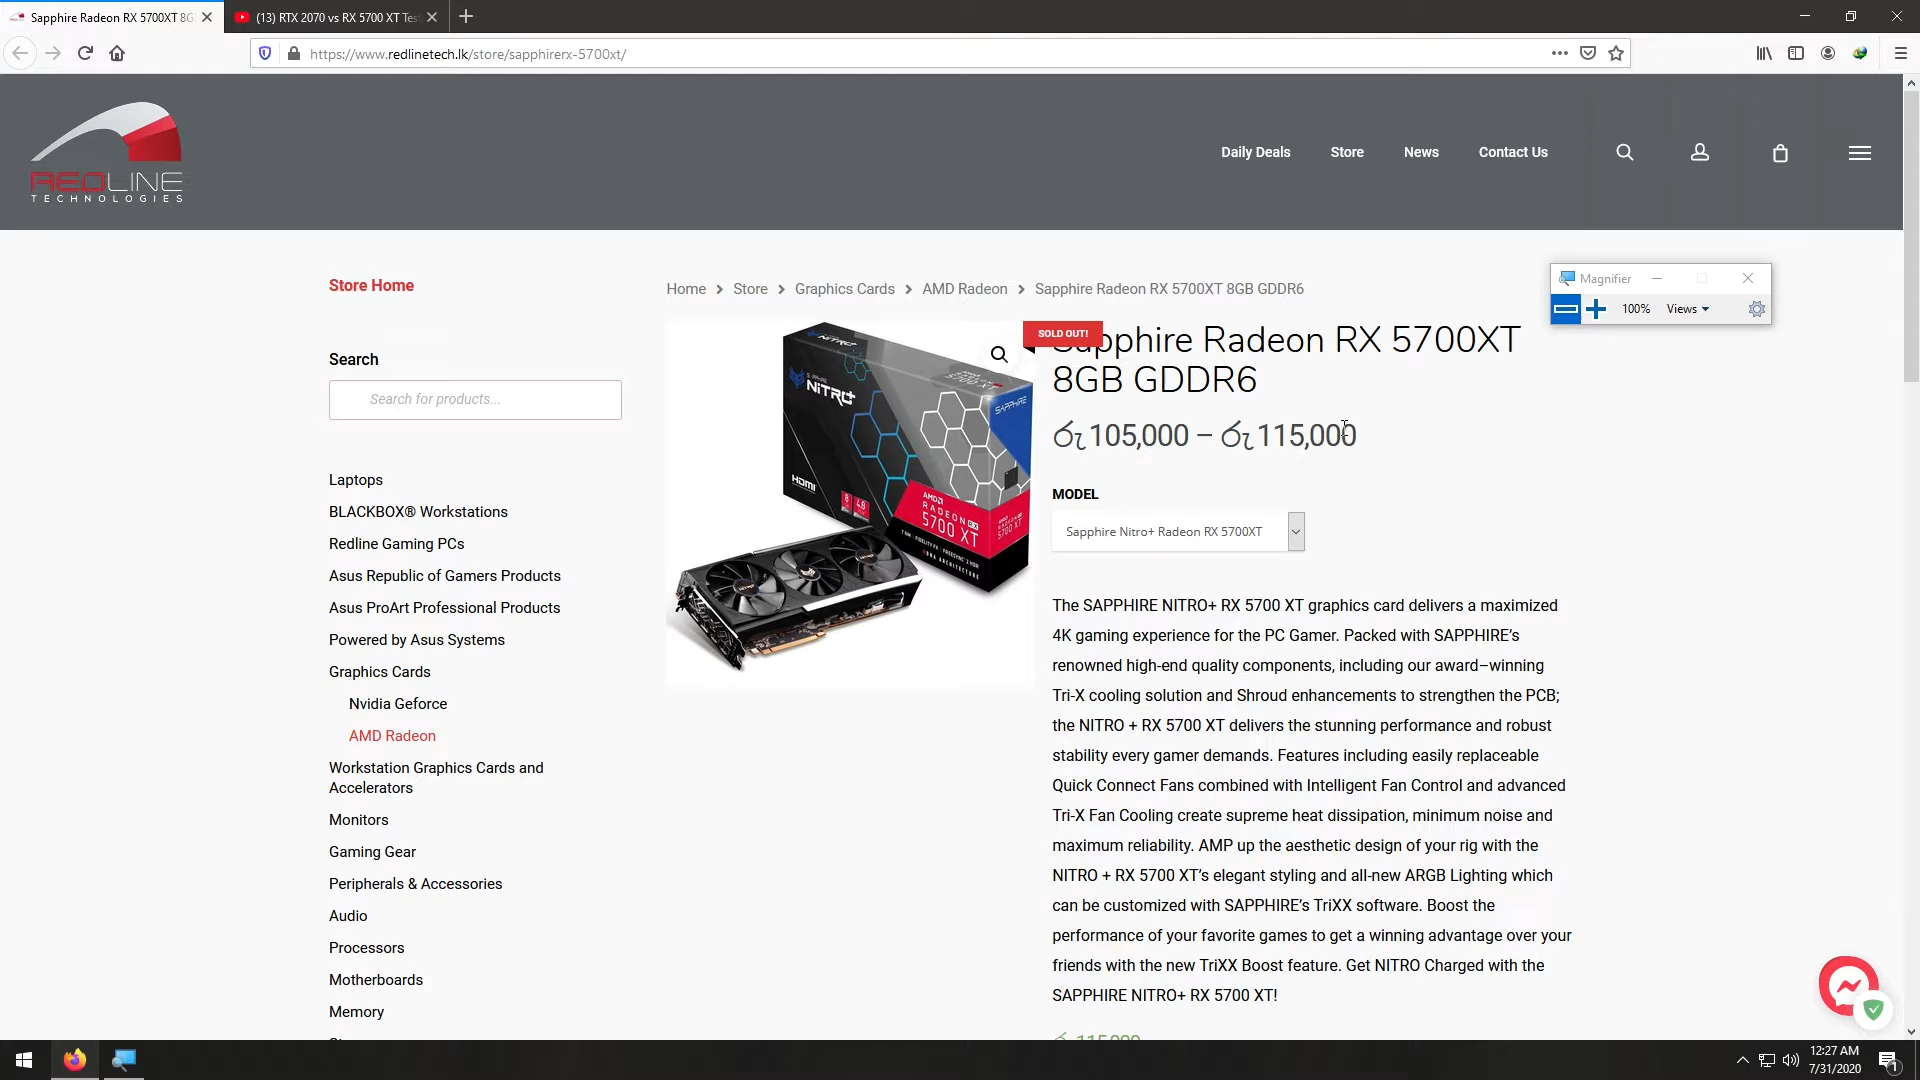 Sapphire Radeon RX 5700XT 8G
(13) RTX 2070 vs RX 5700 XT Tes
https://www.redlinetech.lk/store/sapphirerx-5700xt/
REDLINE
TECHNOLOGIES
Daily Deals
Store
News
Contact Us
Store Home
Search
Search for products...
Laptops
BLACKBOX® Workstations
Redline Gaming PCs
Asus Republic of Gamers Products
Asus ProArt Professional Products
Powered by Asus Systems
Graphics Cards
Nvidia Geforce
AMD Radeon
Workstation Graphics Cards and
Accelerators
Monitors
Gaming Gear
Peripherals & Accessories
Audio
Processors
Motherboards
Memory
Home > Store > Graphics Cards > AMD Radeon > Sapphire Radeon RX 5700XT 8GB GDDR6
SOLD OUT!
SAPPHIRE
NITRO+
HDMI
AMD
RADEON RX
5700 XT
Sapphire Radeon RX 5700XT
8GB GDDR6
රු 105,000 – රු 115,000
MODEL
Sapphire Nitro+ Radeon RX 5700XT
The SAPPHIRE NITRO+ RX 5700 XT graphics card delivers a maximized
4K gaming experience for the PC Gamer. Packed with SAPPHIRE’s
renowned high-end quality components, including our award–winning
Tri-X cooling solution and Shroud enhancements to strengthen the PCB;
the NITRO + RX 5700 XT delivers the stunning performance and robust
stability every gamer demands. Features including easily replaceable
Quick Connect Fans combined with Intelligent Fan Control and advanced
Tri-X Fan Cooling create supreme heat dissipation, minimum noise and
maximum reliability. AMP up the aesthetic design of your rig with the
NITRO + RX 5700 XT’s elegant styling and all-new ARGB Lighting which
can be customized with SAPPHIRE’s TriXX software. Boost the
performance of your favorite games to get a winning advantage over your
friends with the new TriXX Boost feature. Get NITRO Charged with the
SAPPHIRE NITRO+ RX 5700 XT!
රු 115,000
Magnifier
100%
Views
12:27 AM
7/31/2020
1